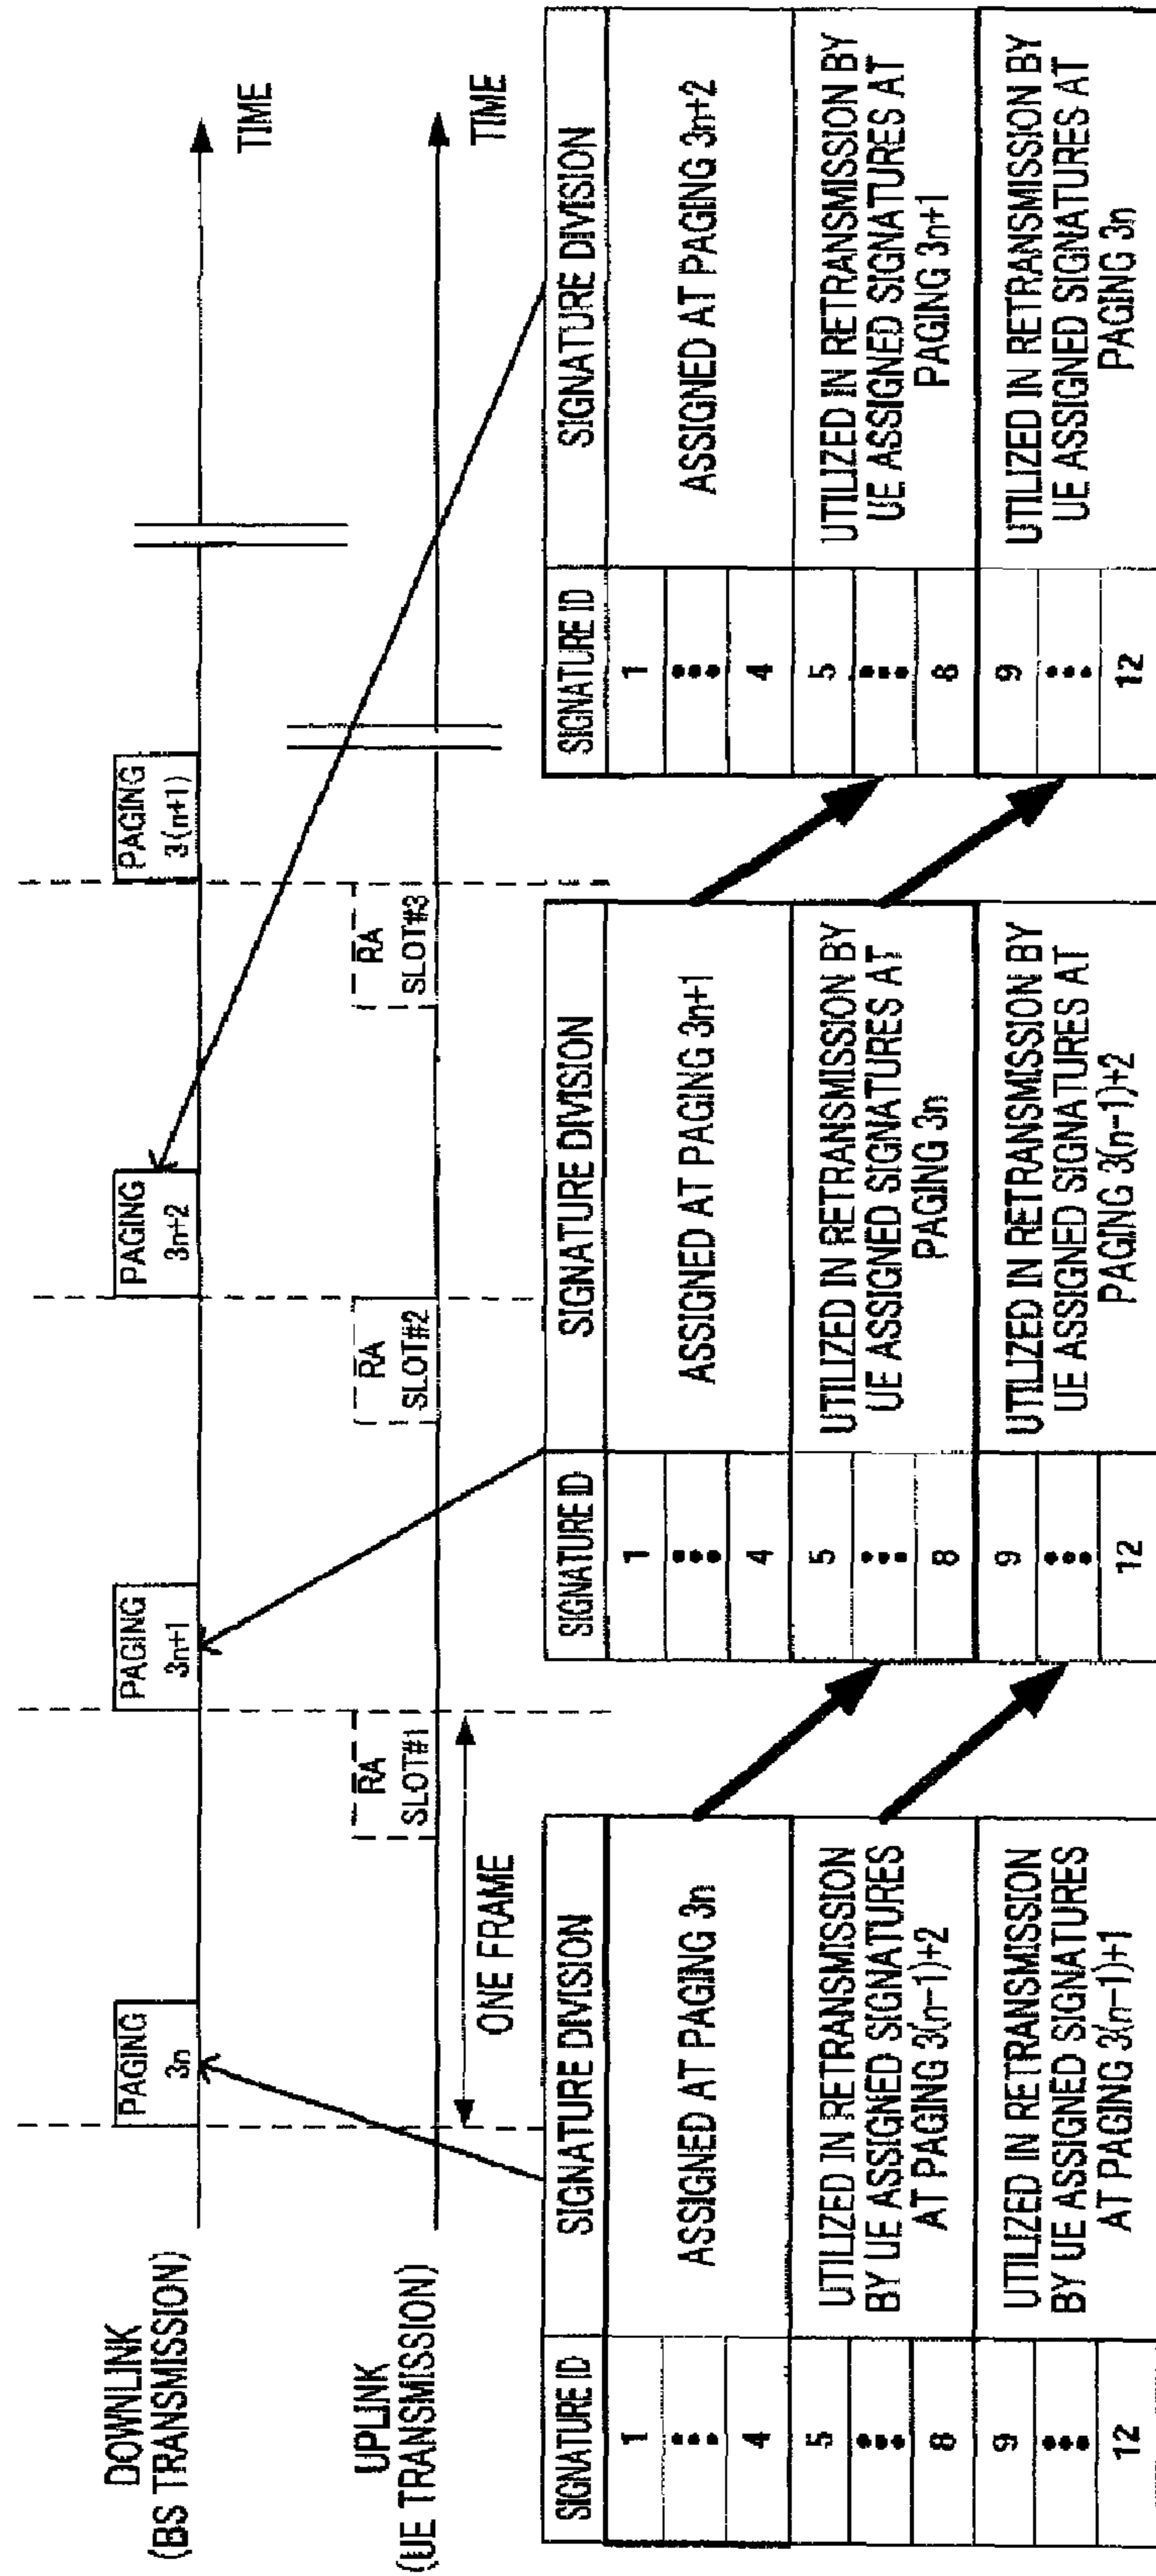 DOWNLINK
(BS TRANSMISSION)
PAGING
3n
PAGING
3n+1
PAGING
3n+2
PAGING
3(n+1)
TIME
UPLINK
(UE TRANSMISSION)
RA
SLOT#1
RA
SLOT#2
RA
SLOT#3
TIME
ONE FRAME
SIGNATURE ID
SIGNATURE DIVISION
1
•••
4
ASSIGNED AT PAGING 3n
5
•••
8
UTILIZED IN RETRANSMISSION
BY UE ASSIGNED SIGNATURES
AT PAGING 3(n-1)+2
9
•••
12
UTILIZED IN RETRANSMISSION
BY UE ASSIGNED SIGNATURES
AT PAGING 3(n-1)+1
SIGNATURE ID
SIGNATURE DIVISION
1
•••
4
ASSIGNED AT PAGING 3n+1
5
•••
8
UTILIZED IN RETRANSMISSION BY
UE ASSIGNED SIGNATURES AT
PAGING 3n
9
•••
12
UTILIZED IN RETRANSMISSION BY
UE ASSIGNED SIGNATURES AT
PAGING 3(n-1)+2
SIGNATURE ID
SIGNATURE DIVISION
1
•••
4
ASSIGNED AT PAGING 3n+2
5
•••
8
UTILIZED IN RETRANSMISSION BY
UE ASSIGNED SIGNATURES AT
PAGING 3n+1
9
•••
12
UTILIZED IN RETRANSMISSION BY
UE ASSIGNED SIGNATURES AT
PAGING 3n